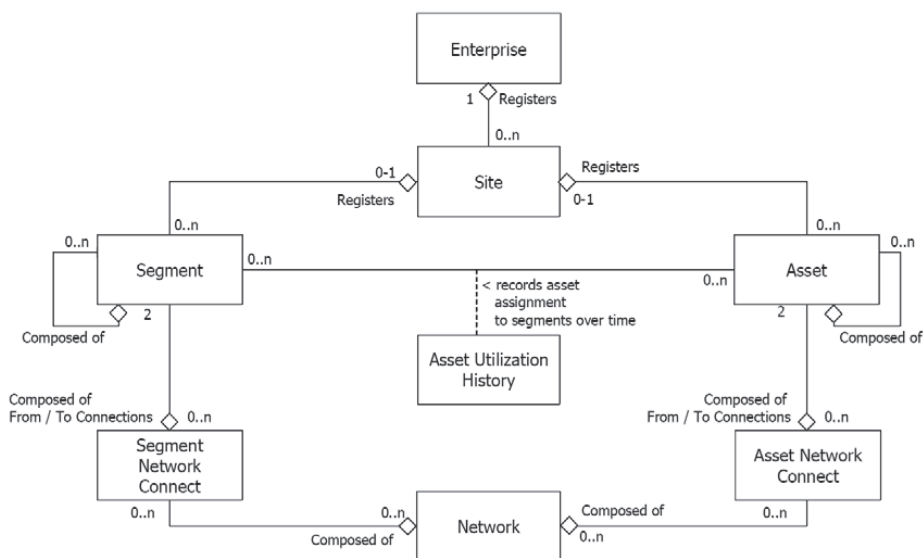 Enterprise
1
Registers
0..n
0-1
Registers
Site
Registers
0-1
0..n
0..n
0..n
Segment
0..n
0..n
0..n
0..n
Asset
< records asset
assignment
to segments over time
2
Composed of
2
Composed of
Asset Utilization
History
Composed of
From / To Connections
0..n
Composed of
From / To Connections
0..n
Segment
Network
Connect
Asset Network
Connect
0..n
0..n
Composed of
Network
Composed of
0..n
0..n